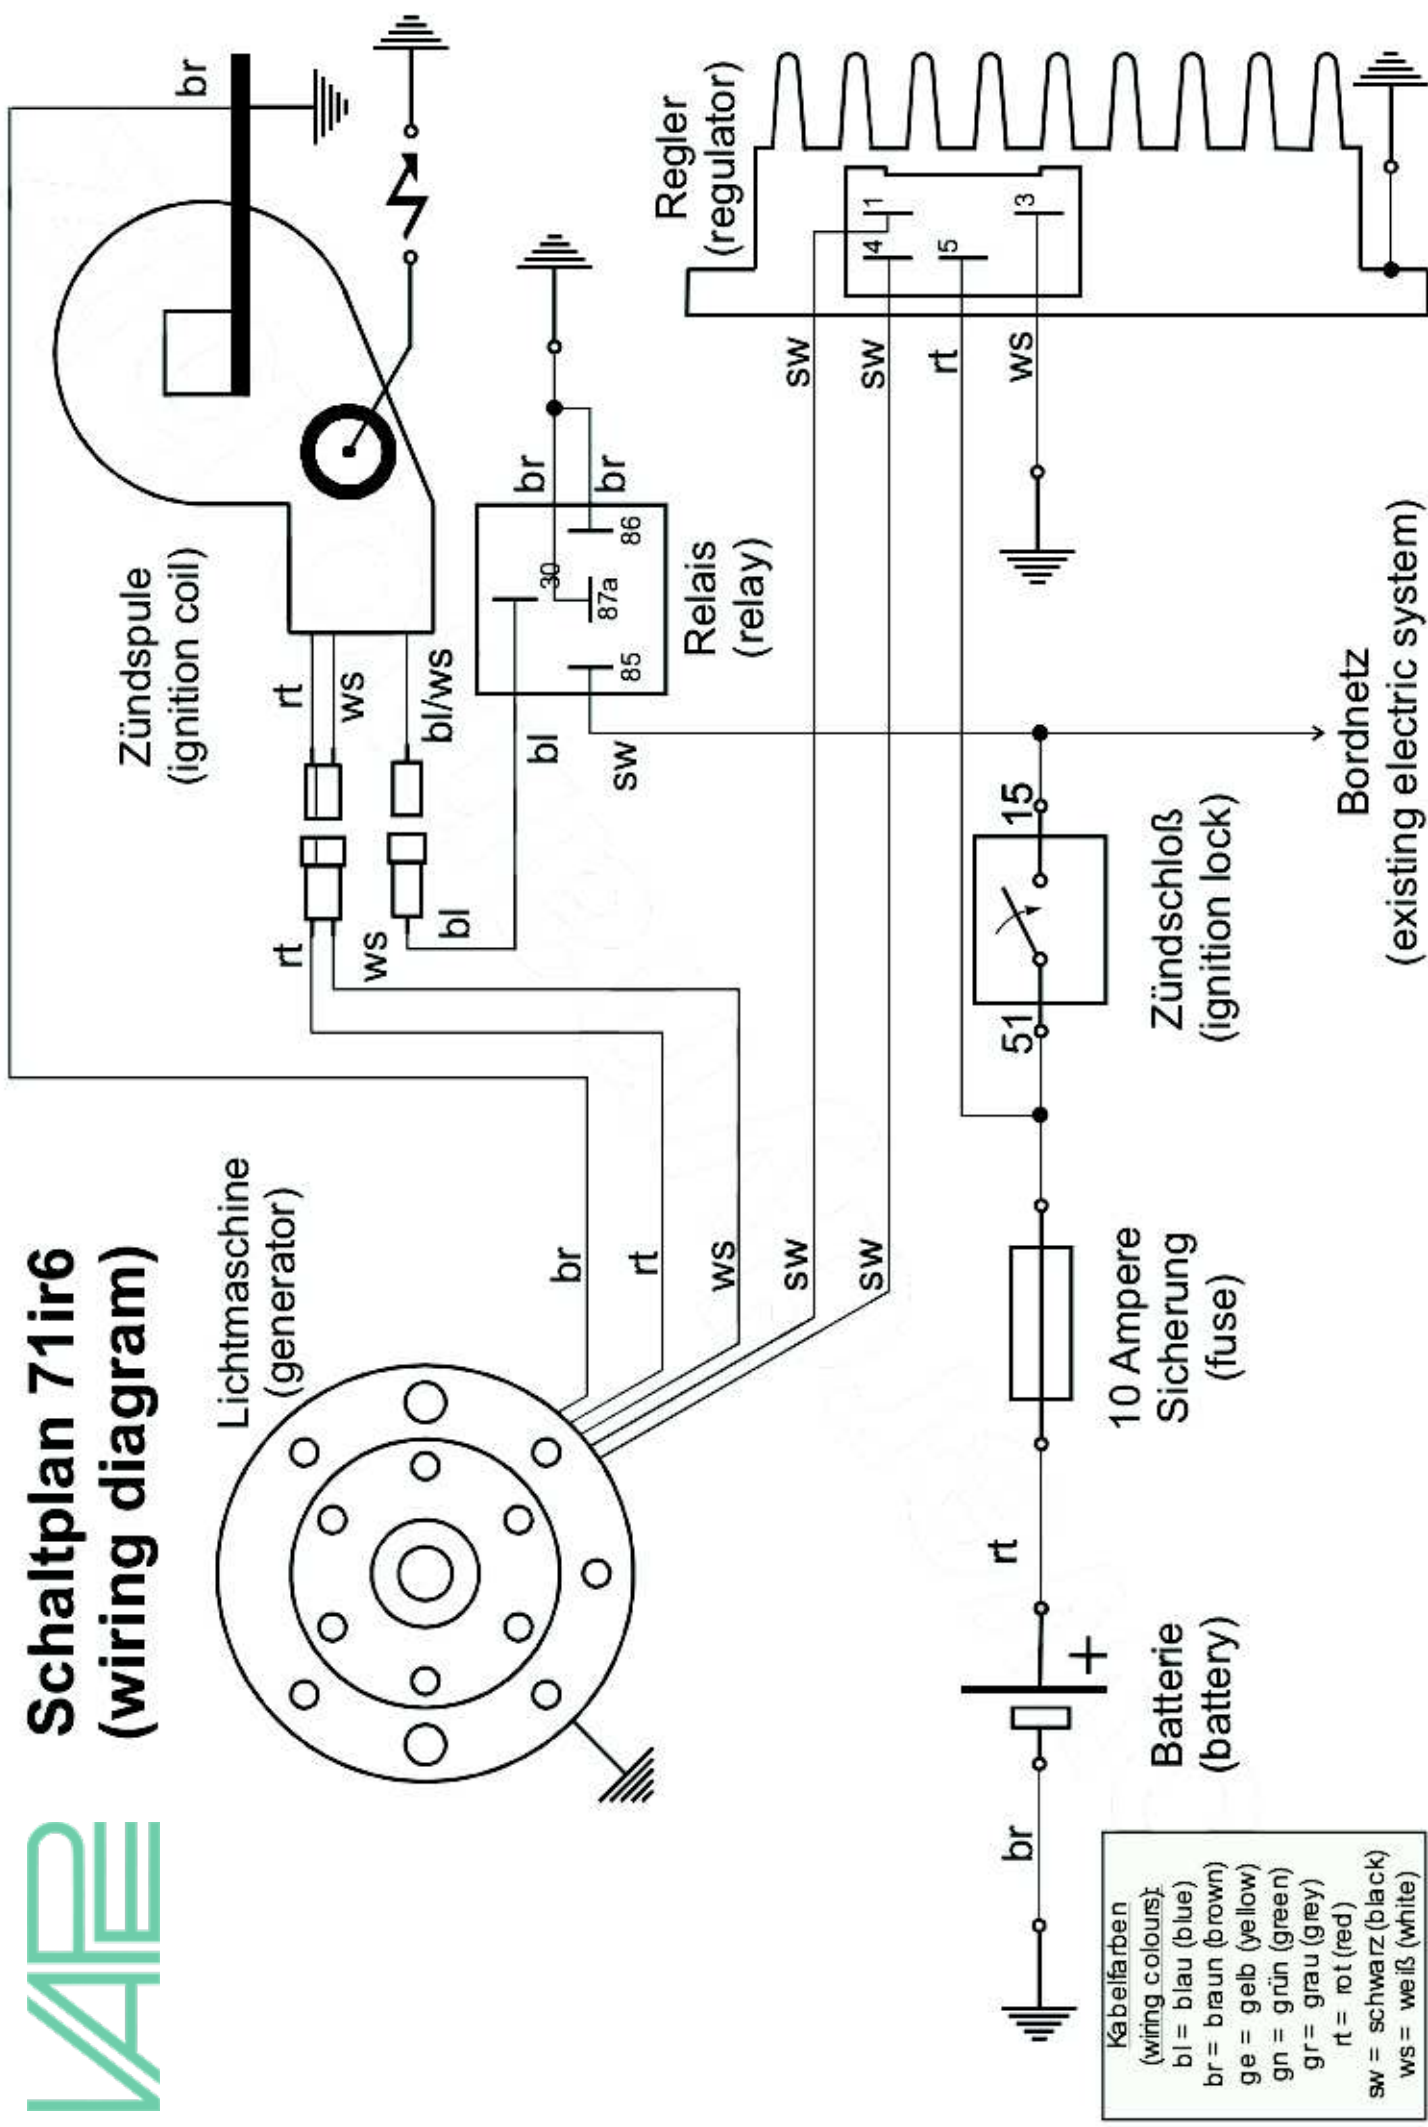 VAPE
Schaltplan 71ir6
(wiring diagram)
Lichtmaschine
(generator)
br
rt
ws
sw
sw
Zündspule
(ignition coil)
br
rt
ws
bl/ws
rt
ws
bl
bl
sw
br
br
30
87a
86
85
Relais
(relay)
Regler
(regulator)
1
4
5
3
sw
sw
rt
ws
Batterie
(battery)
+
br
rt
10 Ampere
Sicherung
(fuse)
51
15
Zündschloß
(ignition lock)
Bordnetz
(existing electric system)
Kabelfarben
(wiring colours):
bl = blau (blue)
br = braun (brown)
ge = gelb (yellow)
gn = grün (green)
gr = grau (grey)
rt = rot (red)
sw = schwarz (black)
ws = weiß (white)